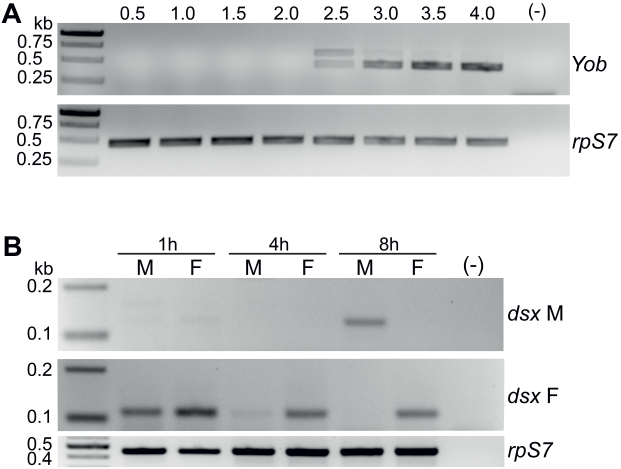 A
kb 0.5 1.0 1.5 2.0 2.5 3.0 3.5 4.0 (-)
0.75
0.5
0.25
Yob
0.75
0.5
0.25
rpS7
B
1h 4h 8h
kb M F M F M F (-)
0.2
0.1
dsx M
0.2
0.1
dsx F
0.5
0.4
rpS7